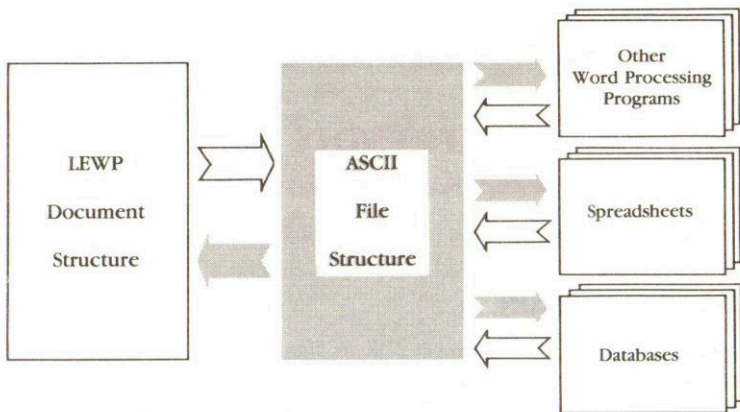 LEWP
Document
Structure
ASCII
File
Structure
Other
Word Processing
Programs
Spreadsheets
Databases